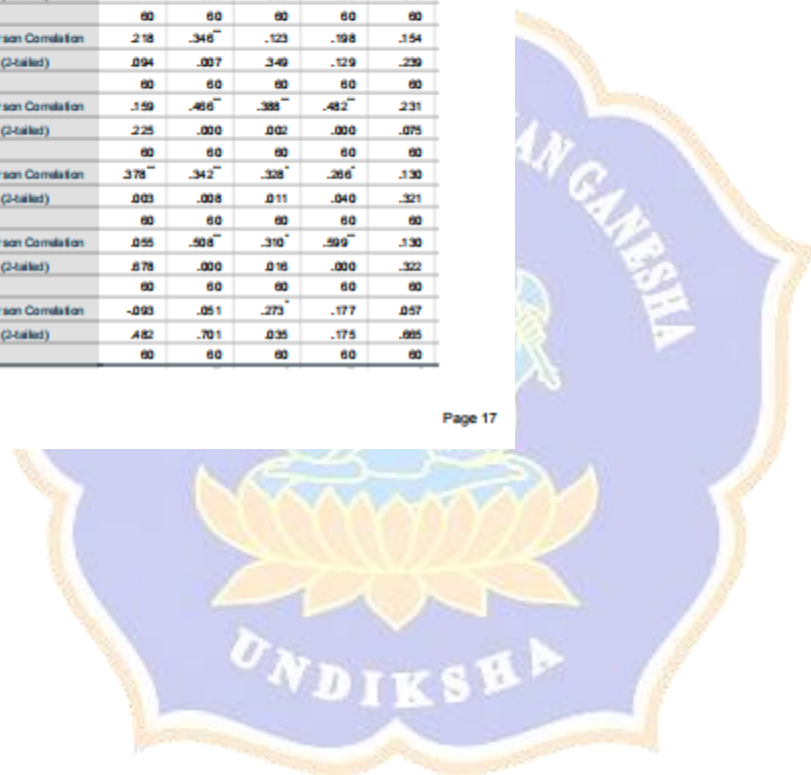 60 60 60 60 60
son Correlation .218 .346** .123 .198 .154
(2-tailed) .094 .007 .349 .129 .239
60 60 60 60 60
son Correlation .159 .466** .388** .482** .231
(2-tailed) .225 .000 .002 .000 .075
60 60 60 60 60
son Correlation .378** .342** .328* .266* .130
(2-tailed) .003 .008 .011 .040 .321
60 60 60 60 60
son Correlation .055 .508** .310* .599** .130
(2-tailed) .678 .000 .016 .000 .322
60 60 60 60 60
son Correlation -.093 .051 .273* .177 .057
(2-tailed) .482 .701 .035 .175 .665
60 60 60 60 60
Page 17
AN GANESHA
UNDIKSHA